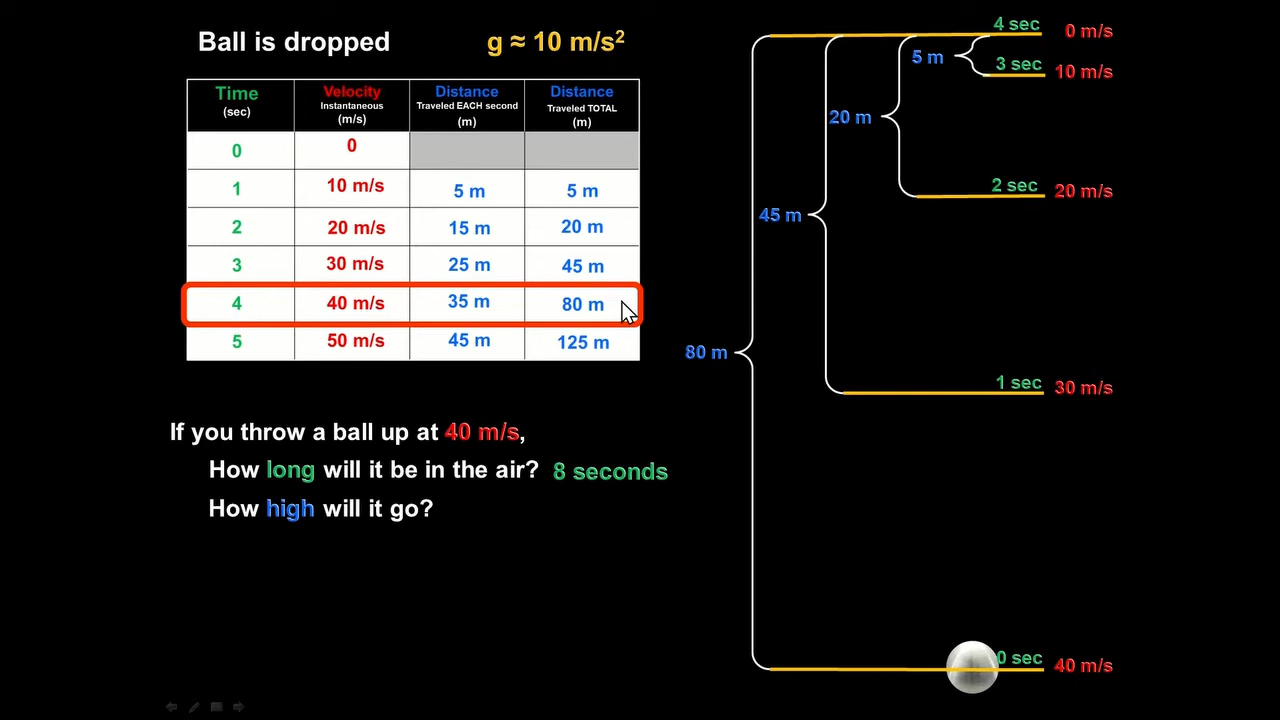 Ball is dropped
g ≈ 10 m/s²
Time (sec) Velocity Instantaneous (m/s) Distance Traveled EACH second (m) Distance Traveled TOTAL (m)
0 0
1 10 m/s 5 m 5 m
2 20 m/s 15 m 20 m
3 30 m/s 25 m 45 m
4 40 m/s 35 m 80 m
5 50 m/s 45 m 125 m
If you throw a ball up at 40 m/s,
How long will it be in the air? 8 seconds
How high will it go?
4 sec 0 m/s
5 m 3 sec 10 m/s
20 m
2 sec 20 m/s
45 m
80 m
1 sec 30 m/s
0 sec 40 m/s